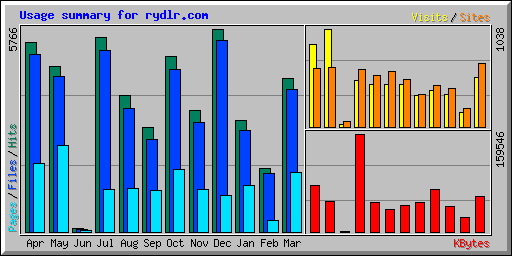 Usage summary for rydlr.com
Visits/Sites
5766
1038
159546
Pages/Files/Hits
Apr May Jun Jul Aug Sep Oct Nov Dec Jan Feb Mar
KBytes